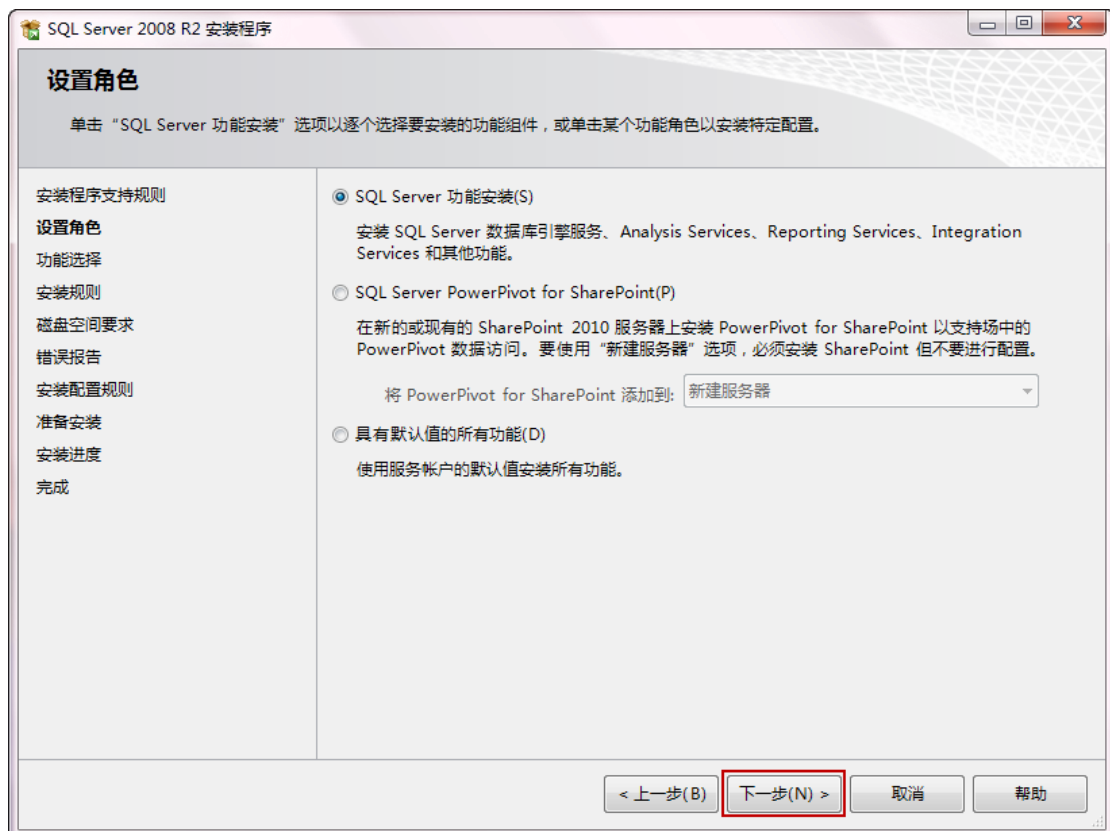 SQL Server 2008 R2 安装程序
设置角色
单击“SQL Server 功能安装”选项以逐个选择要安装的功能组件，或单击某个功能角色以安装特定配置。
安装程序支持规则
设置角色
功能选择
安装规则
磁盘空间要求
错误报告
安装配置规则
准备安装
安装进度
完成
SQL Server 功能安装(S)
安装 SQL Server 数据库引擎服务、Analysis Services、Reporting Services、Integration
Services 和其他功能。
SQL Server PowerPivot for SharePoint(P)
在新的或现有的 SharePoint 2010 服务器上安装 PowerPivot for SharePoint 以支持场中的
PowerPivot 数据访问。要使用“新建服务器”选项，必须安装 SharePoint 但不要进行配置。
将 PowerPivot for SharePoint 添加到: 新建服务器
具有默认值的所有功能(D)
使用服务帐户的默认值安装所有功能。
< 上一步(B) 下一步(N) > 取消 帮助